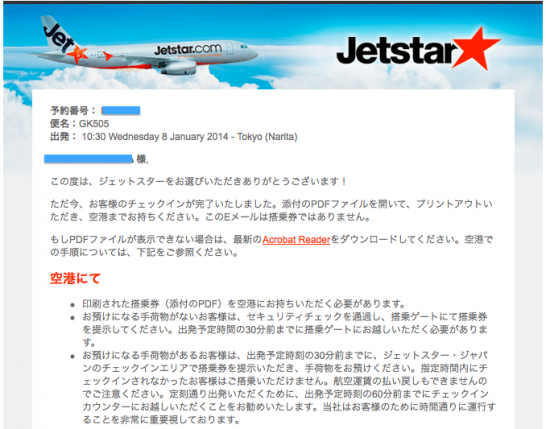 Jet
Jetstar.com
Jetstar
予約番号：
便名：GK505
出発： 10:30 Wednesday 8 January 2014 - Tokyo (Narita)
様,
この度は、ジェットスターをお選びいただきありがとうございます！
ただ今、お客様のチェックインが完了いたしました。添付のPDFファイルを開いて、プリントアウトい
ただき、空港までお持ちください。このEメールは搭乗券ではありません。
もしPDFファイルが表示できない場合は、最新のAcrobat Readerをダウンロードしてください。空港で
の手順については、下記をご参照ください。
空港にて
● 印刷された搭乗券（添付のPDF）を空港にお持ちいただく必要があります。
● お預けになる手荷物がないお客様は、セキュリティチェックを通過し、搭乗ゲートにて搭乗券
を提示してください。出発予定時間の30分前までに搭乗ゲートにお越しいただく必要がありま
す。
● お預けになる手荷物があるお客様は、出発予定時刻の30分前までに、ジェットスター・ジャパ
ンのチェックインエリアで搭乗券を提示いただき、手荷物をお預けください。指定時間内にチ
ェックインされなかったお客様はご搭乗いただけません。航空運賃の払い戻しもできませんの
でご注意ください。定刻通り出発いただくために、出発予定時刻の60分前までにチェックイン
カウンターにお越しいただくことをお勧めいたします。当社はお客様のために時間通りに運行す
ることを非常に重要視しております。